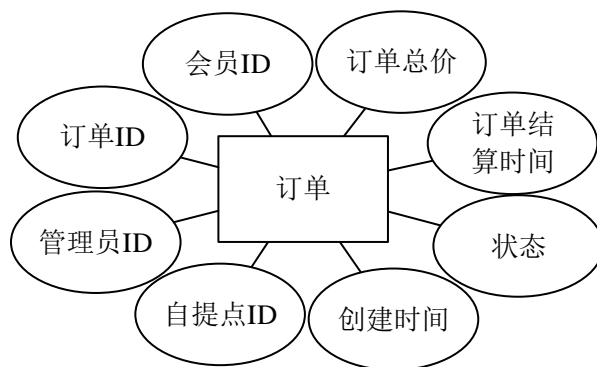 会员ID
订单总价
订单ID
订单结
算时间
订单
管理员ID
状态
自提点ID
创建时间